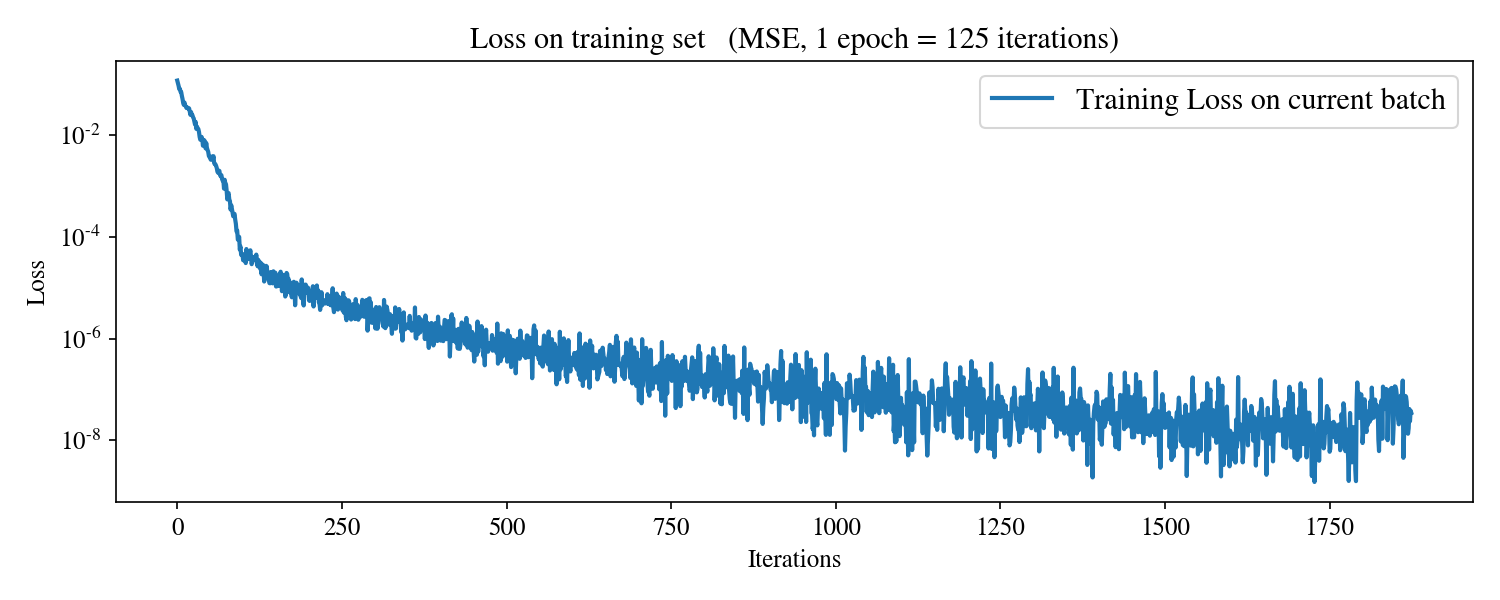 Loss on training set (MSE, 1 epoch = 125 iterations)
Training Loss on current batch
10⁻²
10⁻⁴
10⁻⁶
10⁻⁸
Loss
0 250 500 750 1000 1250 1500 1750
Iterations